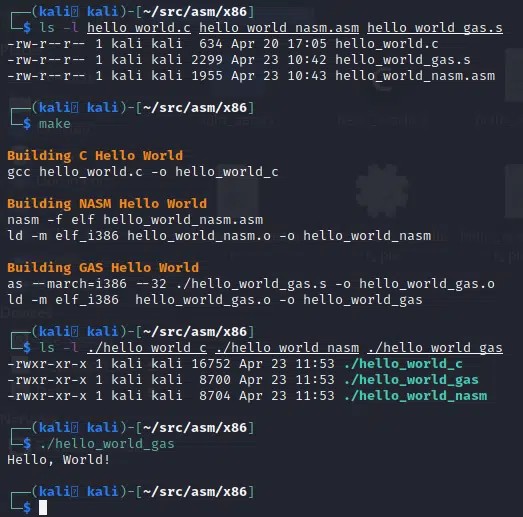 ┌──(kali㉿kali)-[~/src/asm/x86]
└─$ ls -l hello_world.c hello_world_nasm.asm hello_world_gas.s
-rw-r--r-- 1 kali kali  634 Apr 20 17:05 hello_world.c
-rw-r--r-- 1 kali kali 2299 Apr 23 10:42 hello_world_gas.s
-rw-r--r-- 1 kali kali 1955 Apr 23 10:43 hello_world_nasm.asm
┌──(kali㉿kali)-[~/src/asm/x86]
└─$ make
Building C Hello World
gcc hello_world.c -o hello_world_c
Building NASM Hello World
nasm -f elf hello_world_nasm.asm
ld -m elf_i386 hello_world_nasm.o -o hello_world_nasm
Building GAS Hello World
as --march=i386 --32 ./hello_world_gas.s -o hello_world_gas.o
ld -m elf_i386  hello_world_gas.o -o hello_world_gas
┌──(kali㉿kali)-[~/src/asm/x86]
└─$ ls -l ./hello_world_c ./hello_world_nasm ./hello_world_gas
-rwxr-xr-x 1 kali kali 16752 Apr 23 11:53 ./hello_world_c
-rwxr-xr-x 1 kali kali  8700 Apr 23 11:53 ./hello_world_gas
-rwxr-xr-x 1 kali kali  8704 Apr 23 11:53 ./hello_world_nasm
┌──(kali㉿kali)-[~/src/asm/x86]
└─$ ./hello_world_gas
Hello, World!
┌──(kali㉿kali)-[~/src/asm/x86]
└─$